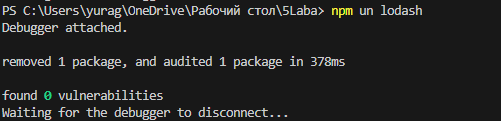 PS C:\Users\yurag\OneDrive\Рабочий стол\5Laba> npm un lodash
Debugger attached.
removed 1 package, and audited 1 package in 378ms
found 0 vulnerabilities
Waiting for the debugger to disconnect...